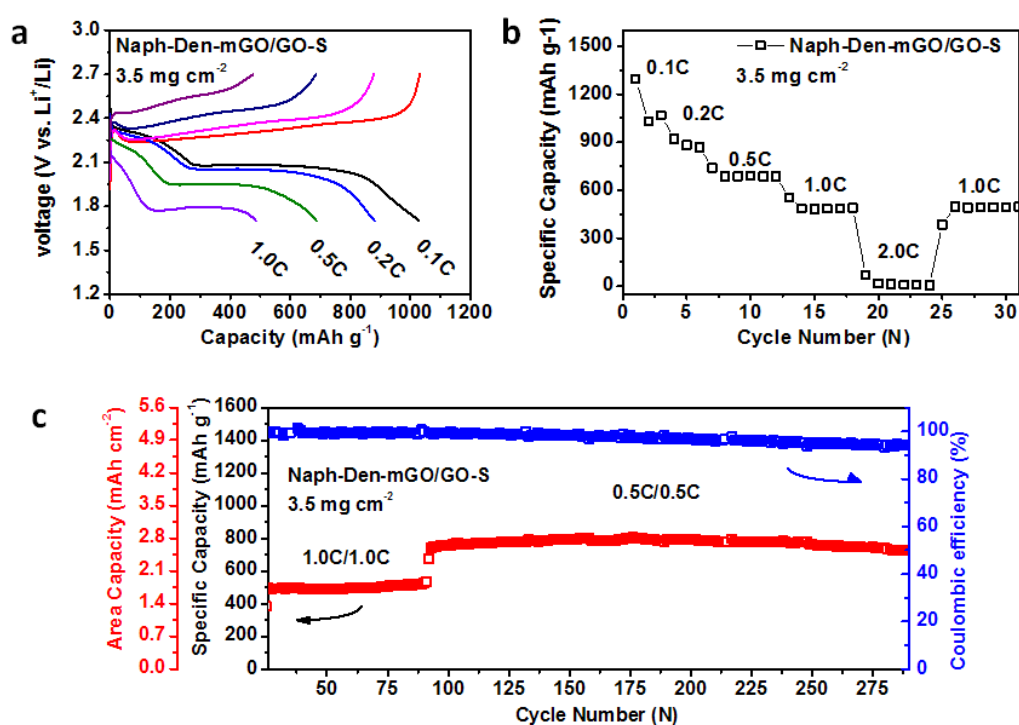 a
voltage (V vs. Li⁺/Li)
3.0
2.7
2.4
2.1
1.8
1.5
1.2
Naph-Den-mGO/GO-S
3.5 mg cm⁻²
1.0C
0.5C
0.2C
0.1C
0
200
400
600
800
1000
1200
Capacity (mAh g⁻¹)
b
Specific Capacity (mAh g-1)
1500
1200
900
600
300
0
Naph-Den-mGO/GO-S
3.5 mg cm⁻²
0.1C
0.2C
0.5C
1.0C
2.0C
1.0C
0
5
10
15
20
25
30
Cycle Number (N)
c
Area Capacity (mAh cm⁻²)
5.6
4.9
4.2
3.5
2.8
2.1
1.4
0.7
0.0
Specific Capacity (mAh g⁻¹)
1600
1400
1200
1000
800
600
400
200
0
Naph-Den-mGO/GO-S
3.5 mg cm⁻²
1.0C/1.0C
0.5C/0.5C
100
80
60
40
20
0
Coulombic efficiency (%)
50
75
100
125
150
175
200
225
250
275
Cycle Number (N)